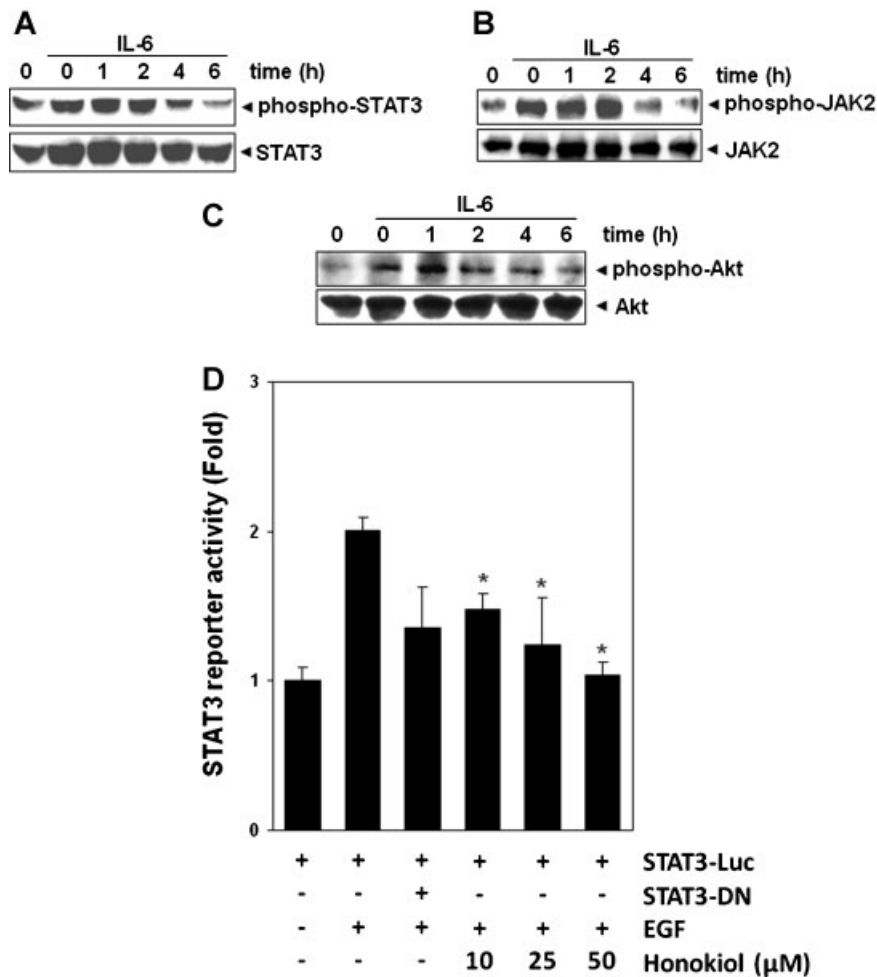 A
IL-6
0 0 1 2 4 6 time (h)
phospho-STAT3
STAT3
B
IL-6
0 0 1 2 4 6 time (h)
phospho-JAK2
JAK2
C
IL-6
0 0 1 2 4 6 time (h)
phospho-Akt
Akt
D
STAT3 reporter activity (Fold)
3
2
1
0
* * *
+ + + + + + STAT3-Luc
- - + - - - STAT3-DN
- + + + + + EGF
- - - 10 25 50 Honokiol (μM)